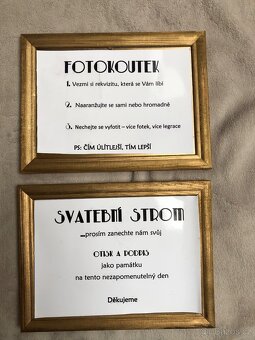 FOTOKOUTEK
1. Vezmi si rekvizitu, která se Vám líbí
2. Naaranžujte se sami nebo hromadně
3. Nechejte se vyfotit – více fotek, více legrace
PS: ČÍM ÚLÍTLEJŠÍ, TÍM LEPŠÍ
SVATEBNÍ STROM
...prosím zanechte nám svůj
OTISK A PODPIS
jako památku
na tento nezapomenutelný den
Děkujeme